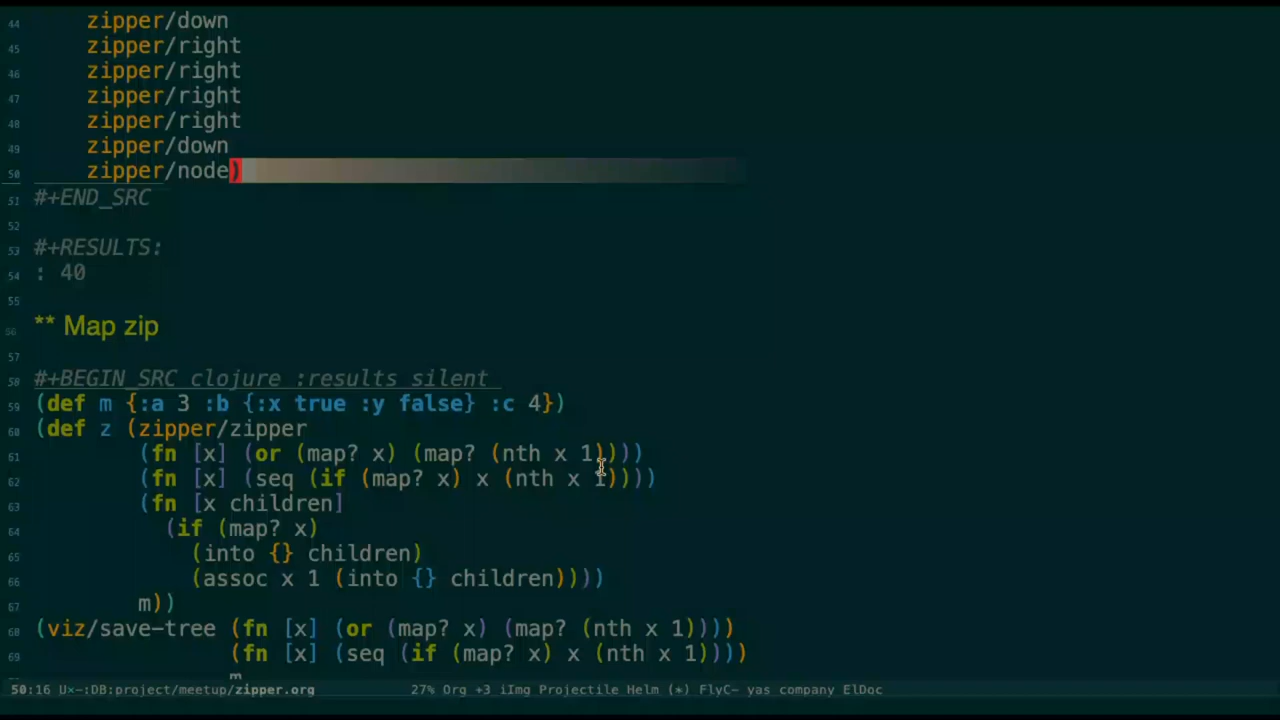 44 zipper/down
45 zipper/right
46 zipper/right
47 zipper/right
48 zipper/right
49 zipper/down
50 zipper/node)
51 #+END_SRC
52
53 #+RESULTS:
54 : 40
55
56 ** Map zip
57
58 #+BEGIN_SRC clojure :results silent
59 (def m {:a 3 :b {:x true :y false} :c 4})
60 (def z (zipper/zipper
61 (fn [x] (or (map? x) (map? (nth x 1))))
62 (fn [x] (seq (if (map? x) x (nth x 1))))
63 (fn [x children]
64 (if (map? x)
65 (into {} children)
66 (assoc x 1 (into {} children))))
67 m))
68 (viz/save-tree (fn [x] (or (map? x) (map? (nth x 1))))
69 (fn [x] (seq (if (map? x) x (nth x 1))))
m
50:16 U×-:DB:project/meetup/zipper.org 27% Org +3 iImg Projectile Helm (*) FlyC- yas company ElDoc